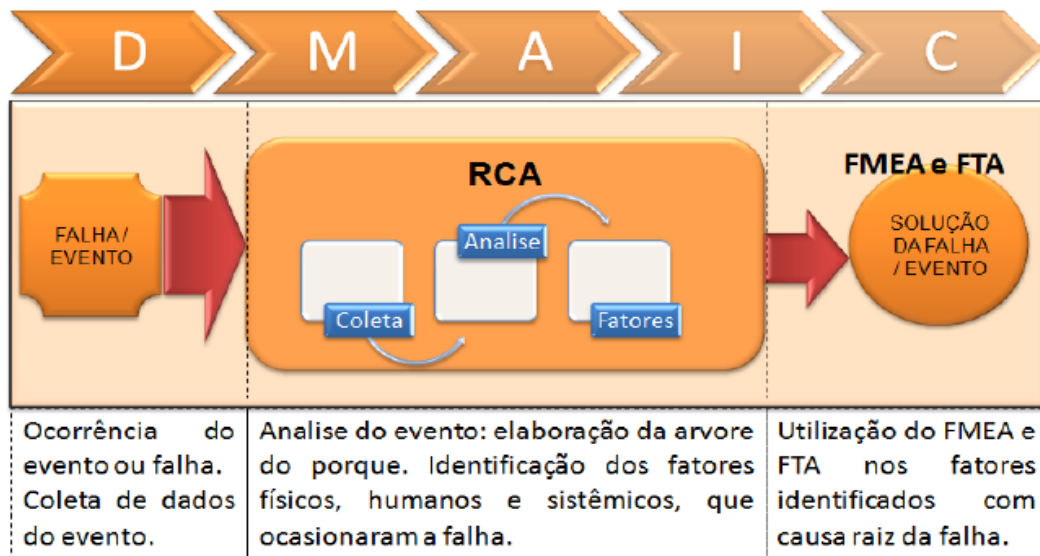 D M A I C
RCA
FMEA e FTA
FALHA /
EVENTO
Analise
Coleta
Fatores
SOLUÇÃO
DA FALHA
/ EVENTO
Ocorrência do
evento ou falha.
Coleta de dados
do evento.
Analise do evento: elaboração da arvore
do porque. Identificação dos fatores
físicos, humanos e sistêmicos, que
ocasionaram a falha.
Utilização do FMEA e
FTA nos fatores
identificados com
causa raiz da falha.